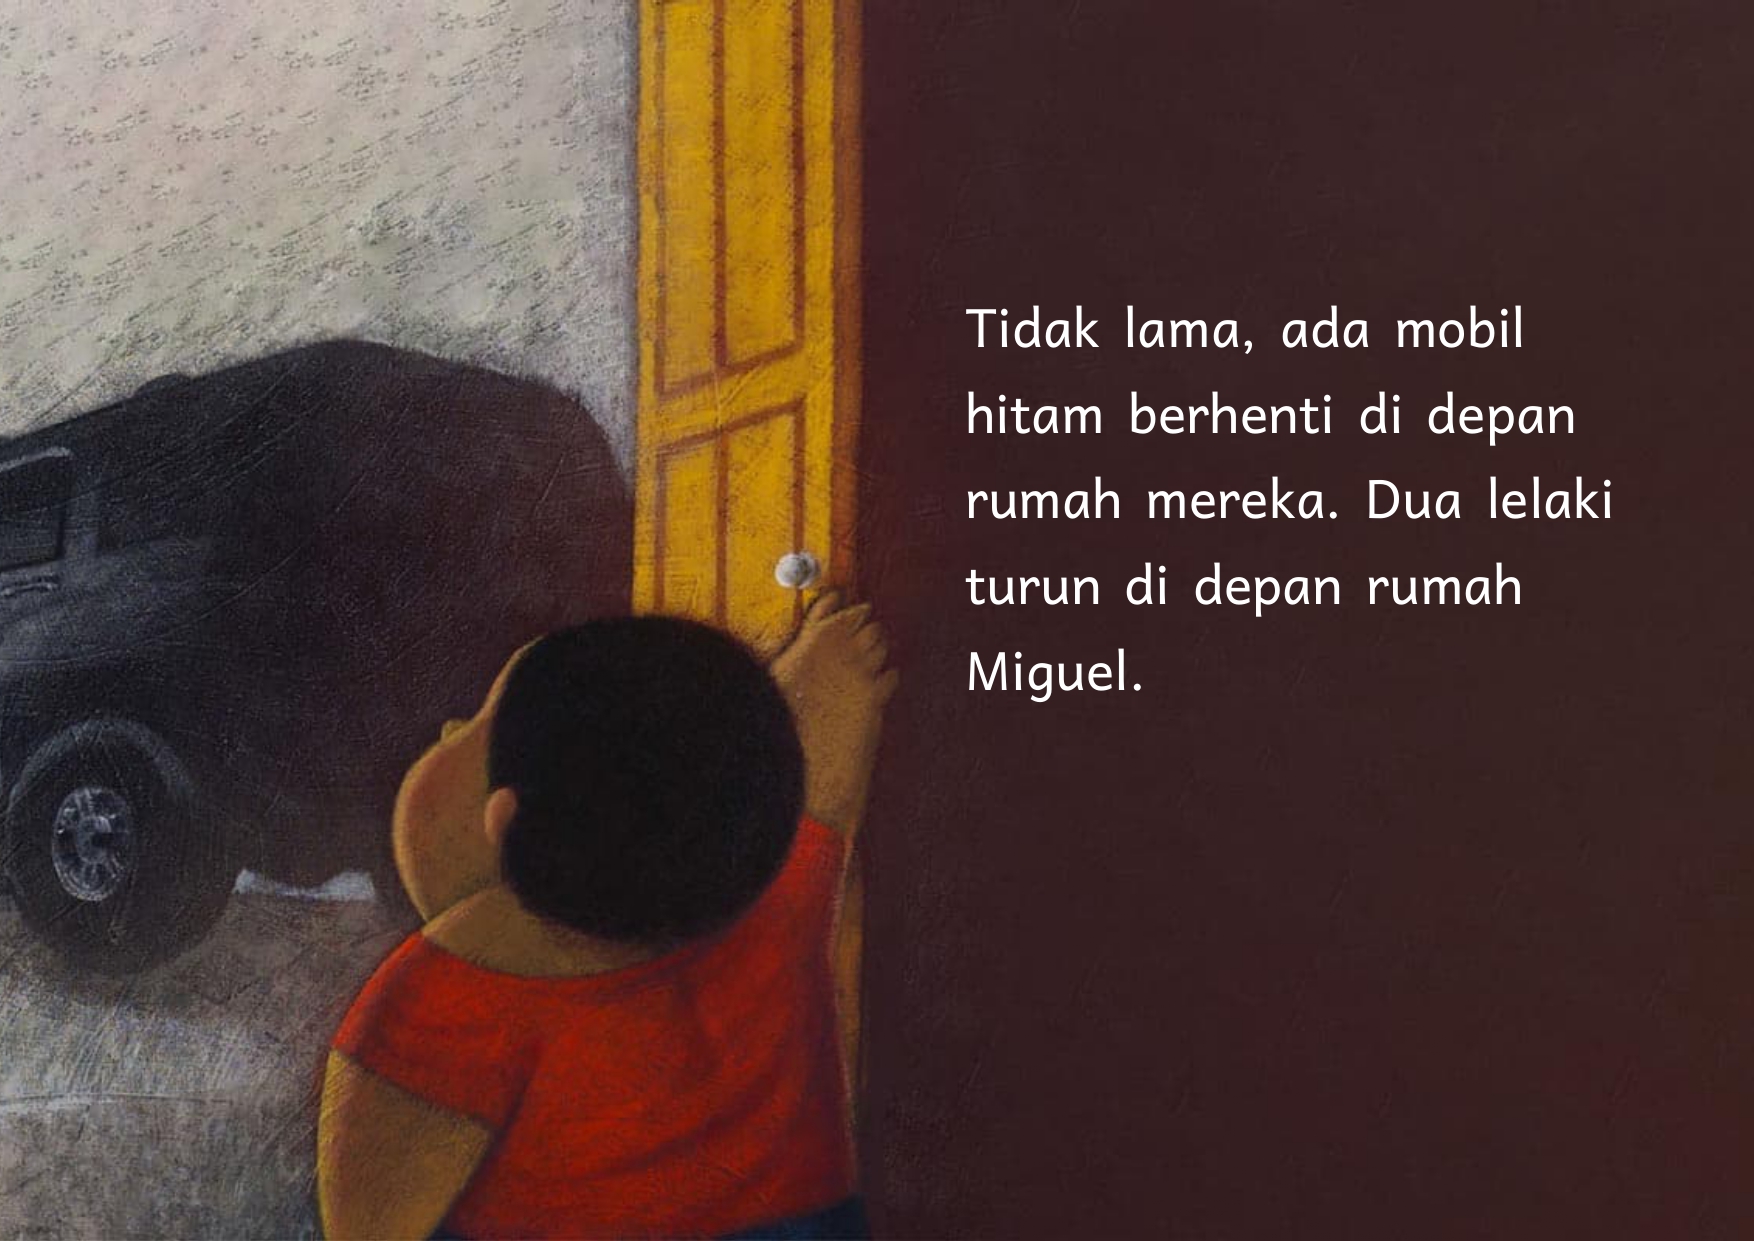 Tidak lama, ada mobil
hitam berhenti di depan
rumah mereka. Dua lelaki
turun di depan rumah
Miguel.